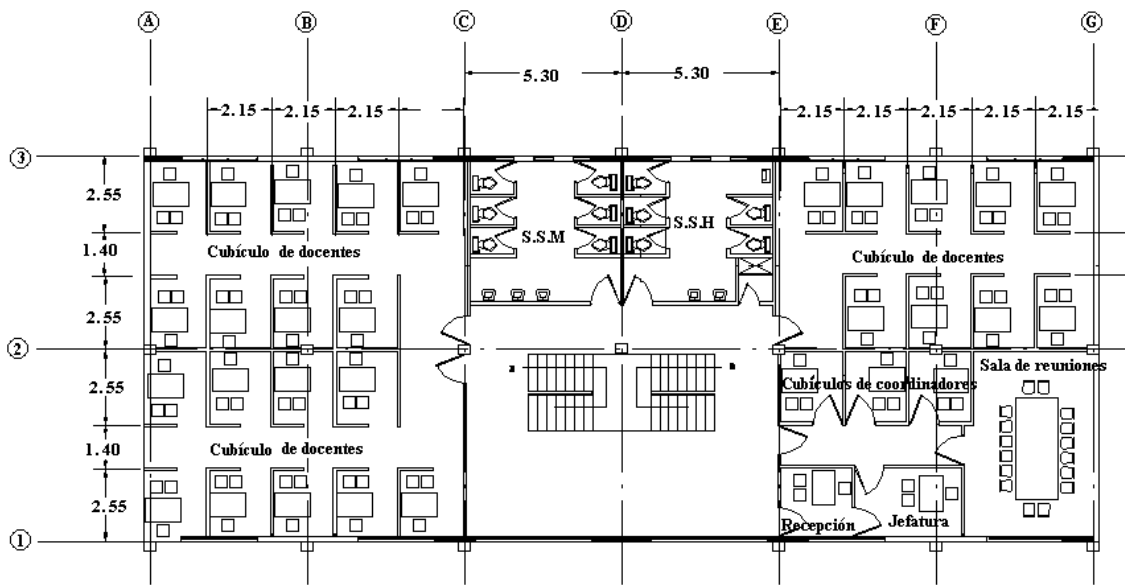 A B C D E F G
5.30 5.30
2.15 2.15 2.15 2.15 2.15 2.15 2.15 2.15
3
2.55
S.S.M S.S.H
1.40 Cubículo de docentes Cubículo de docentes
2.55
2
Sala de reuniones
2.55 Cubículos de coordinadores
1.40 Cubículo de docentes
2.55
Recepción Jefatura
1